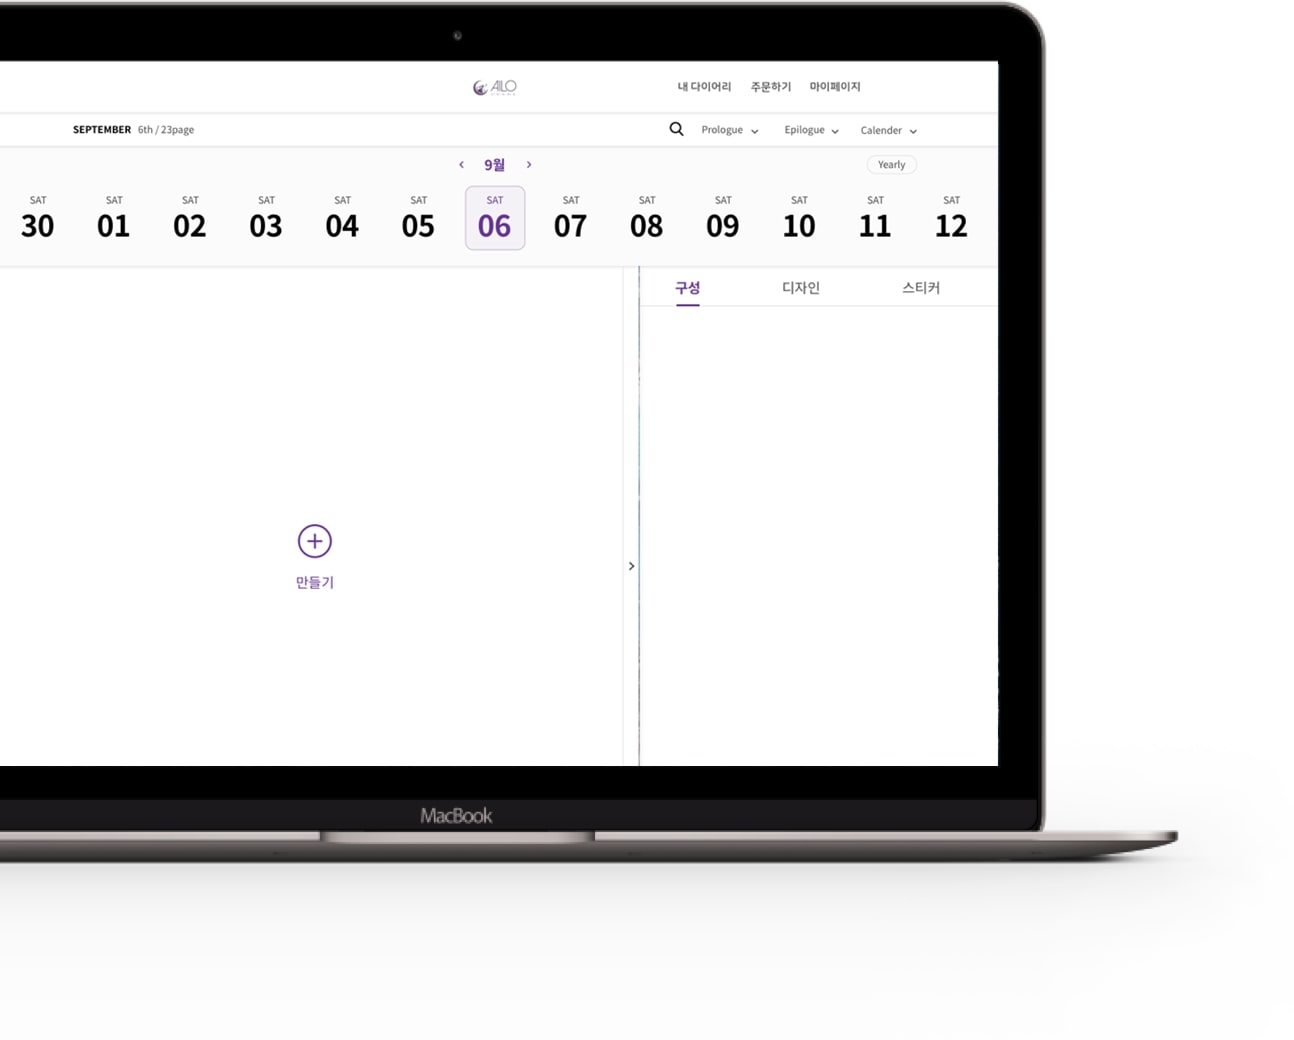 AILO
내 다이어리 주문하기 마이페이지
SEPTEMBER 6th / 23page
Prologue Epilogue Calender
9월
Yearly
SAT SAT SAT SAT SAT SAT SAT SAT SAT SAT SAT SAT SAT
30 01 02 03 04 05 06 07 08 09 10 11 12
구성 디자인 스티커
만들기
MacBook